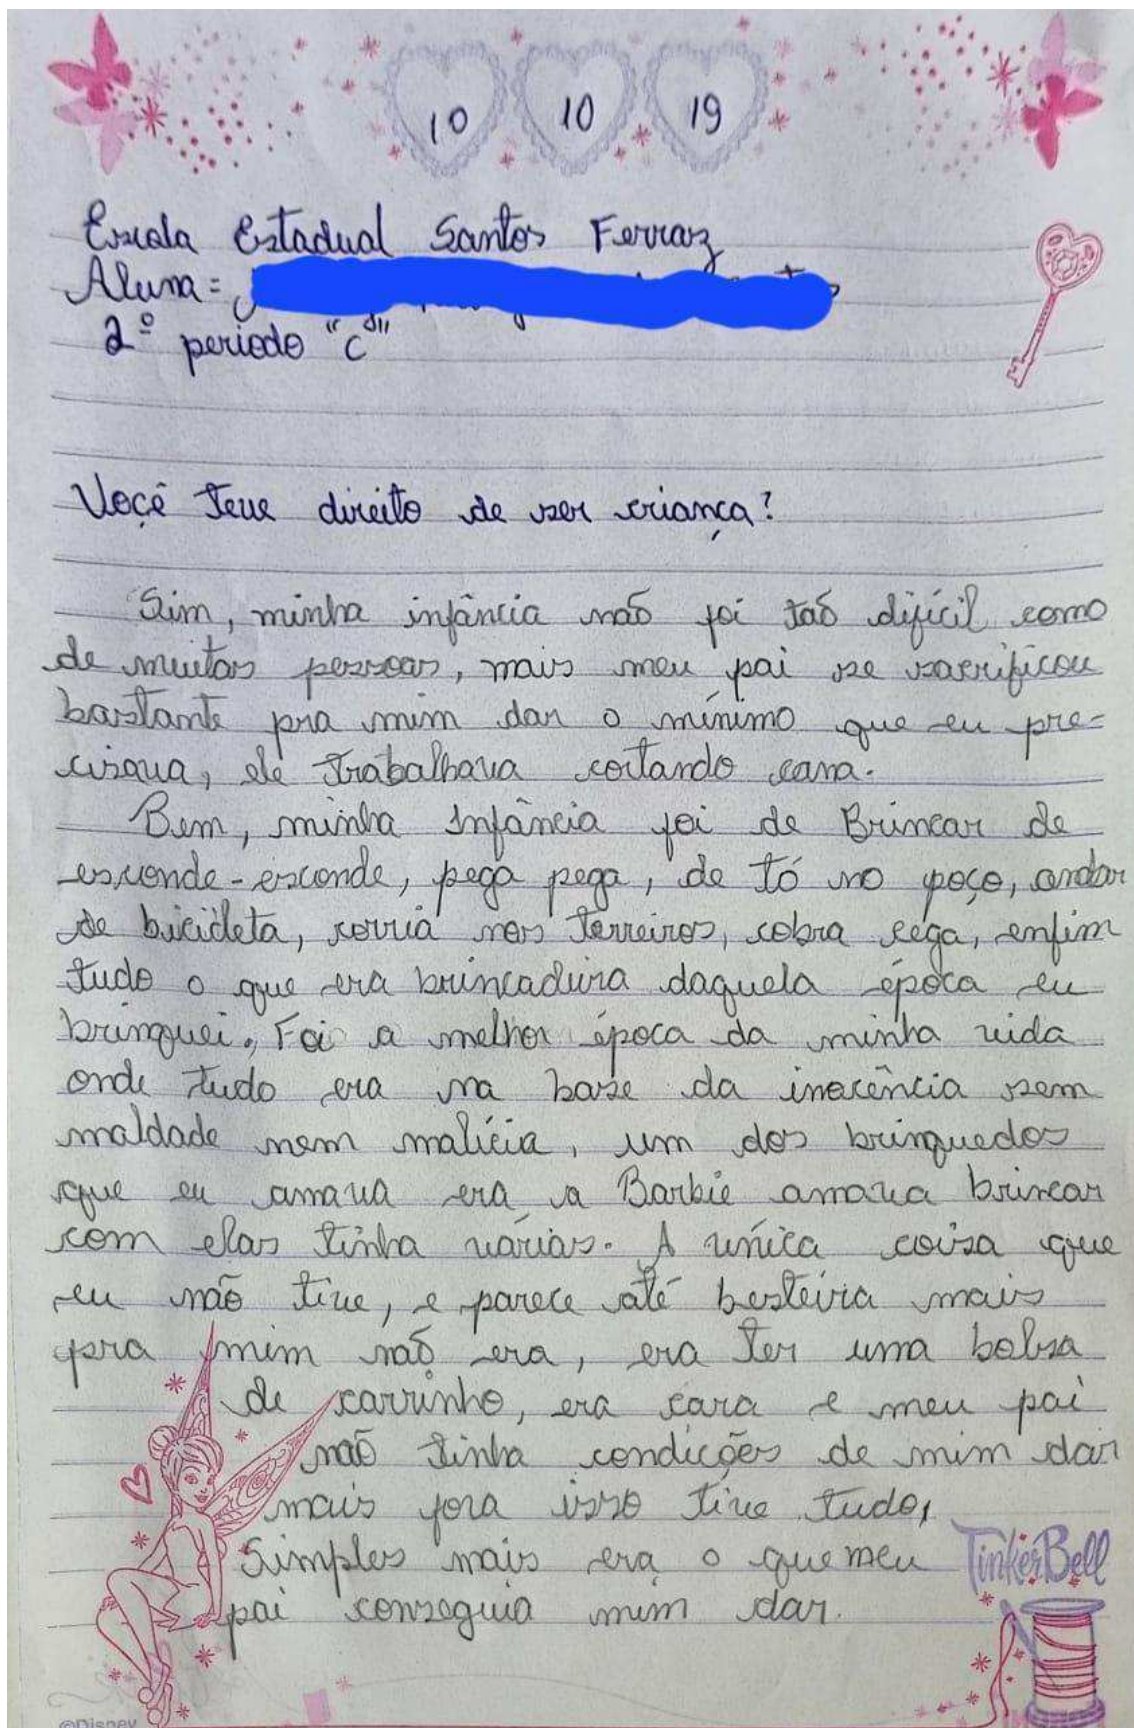 10 10 19
Escola Estadual Santos Ferraz
Aluna =
2º período "C"
Voçê teve direito de ser criança?
Sim, minha infância não foi taõ difícil como
de muitas pessoas, mais meu pai se sacrificou
bastante pra mim dar o mínimo que eu pre-
cisava, ele trabalhava cortando cana.
Bem, minha Infância foi de Brincar de
esconde-esconde, pega pega, de tó no poço, andar
de bicicleta, corria nos terreiros, cobra cega, enfim
tudo o que era brincadeira daquela época eu
brinquei., Foi a melhor época da minha vida
onde tudo era na base da inocência sem
maldade nem malícia, um dos brinquedos
que eu amava era a Barbie amava brincar
com elas tinha várias. A única coisa que
eu não tive, e parece até besteira mais
pra mim não era, era ter uma bolsa
de carrinho, era cara e meu pai
não tinha condições de mim dar
mais fora isso tive tudo,
Simples mais era o que meu
pai conseguia mim dar.
TinkerBell
©Disney